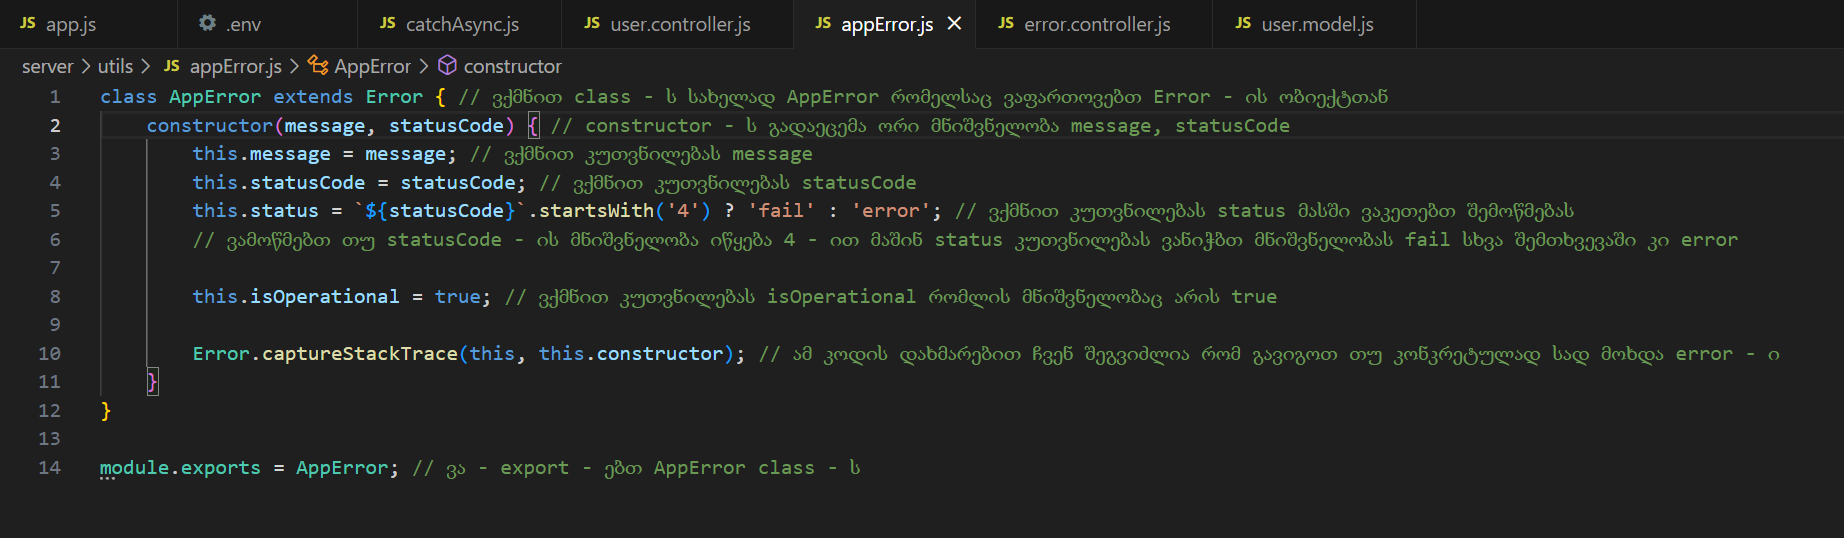 JS app.js .env JS catchAsync.js JS user.controller.js JS appError.js × JS error.controller.js JS user.model.js
server > utils > JS appError.js > AppError > constructor
1 class AppError extends Error { // ვქმნით class - ს სახელად AppError რომელსაც ვაფართოვებთ Error - ის ობიექტთან
2 constructor(message, statusCode) { // constructor - ს გადაეცემა ორი მნიშვნელობა message, statusCode
3 this.message = message; // ვქმნით კუთვნილებას message
4 this.statusCode = statusCode; // ვქმნით კუთვნილებას statusCode
5 this.status = `${statusCode}`.startsWith('4') ? 'fail' : 'error'; // ვქმნით კუთვნილებას status მასში ვაკეთებთ შემოწმებას
6 // ვამოწმებთ თუ statusCode - ის მნიშვნელობა იწყება 4 - ით მაშინ status კუთვნილებას ვანიჭბთ მნიშვნელობას fail სხვა შემთხვევაში კი error
7
8 this.isOperational = true; // ვქმნით კუთვნილებას isOperational რომლის მნიშვნელობაც არის true
9
10 Error.captureStackTrace(this, this.constructor); // ამ კოდის დახმარებით ჩვენ შეგვიძლია რომ გავიგოთ თუ კონკრეტულად სად მოხდა error - ი
11 }
12 }
13
14 module.exports = AppError; // ვა - export - ებთ AppError class - ს